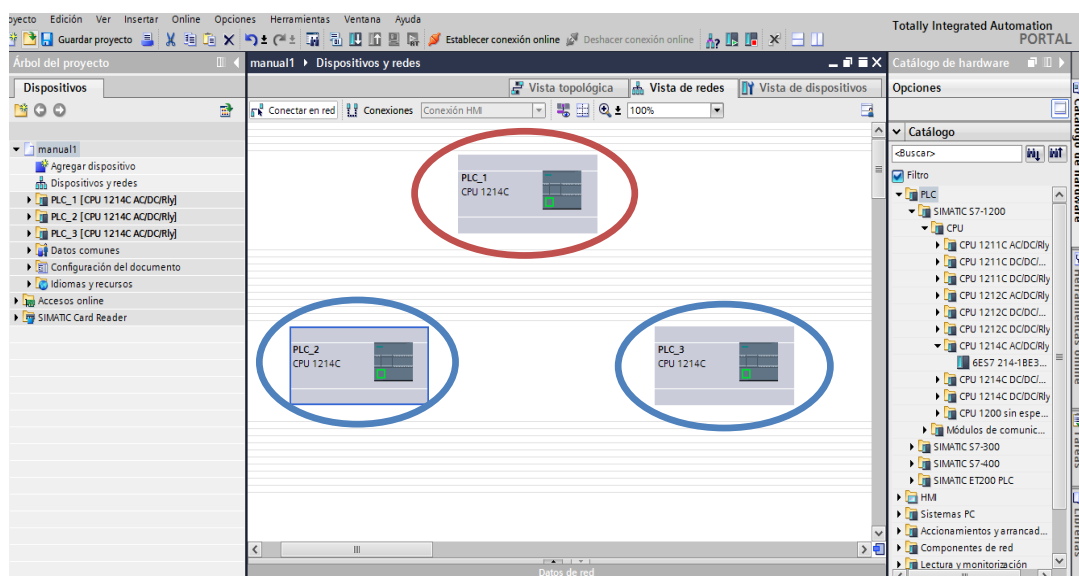 oyecto Edición Ver Insertar Online Opciones Herramientas Ventana Ayuda
Totally Integrated Automation
PORTAL
Guardar proyecto
Establecer conexión online
Deshacer conexión online
Árbol del proyecto
manual1
Dispositivos y redes
Catálogo de hardware
Dispositivos
Vista topológica
Vista de redes
Vista de dispositivos
Opciones
Conectar en red
Conexiones
Conexión HMI
100%
manual1
Agregar dispositivo
Dispositivos y redes
PLC_1 [CPU 1214C AC/DC/Rly]
PLC_2 [CPU 1214C AC/DC/Rly]
PLC_3 [CPU 1214C AC/DC/Rly]
Datos comunes
Configuración del documento
Idiomas y recursos
Accesos online
SIMATIC Card Reader
PLC_1
CPU 1214C
PLC_2
CPU 1214C
PLC_3
CPU 1214C
Datos de red
Catálogo
<Buscar>
Filtro
PLC
SIMATIC S7-1200
CPU
CPU 1211C AC/DC/Rly
CPU 1211C DC/DC/...
CPU 1211C DC/DC/Rly
CPU 1212C AC/DC/Rly
CPU 1212C DC/DC/...
CPU 1212C DC/DC/Rly
CPU 1214C AC/DC/Rly
6ES7 214-1BE3...
CPU 1214C DC/DC/...
CPU 1214C DC/DC/Rly
CPU 1200 sin espe...
Módulos de comunic...
SIMATIC S7-300
SIMATIC S7-400
SIMATIC ET200 PLC
HMI
Sistemas PC
Accionamientos y arrancad...
Componentes de red
Lectura y monitorización
Catálogo de hardware
Herramientas online
Tareas
Librerías